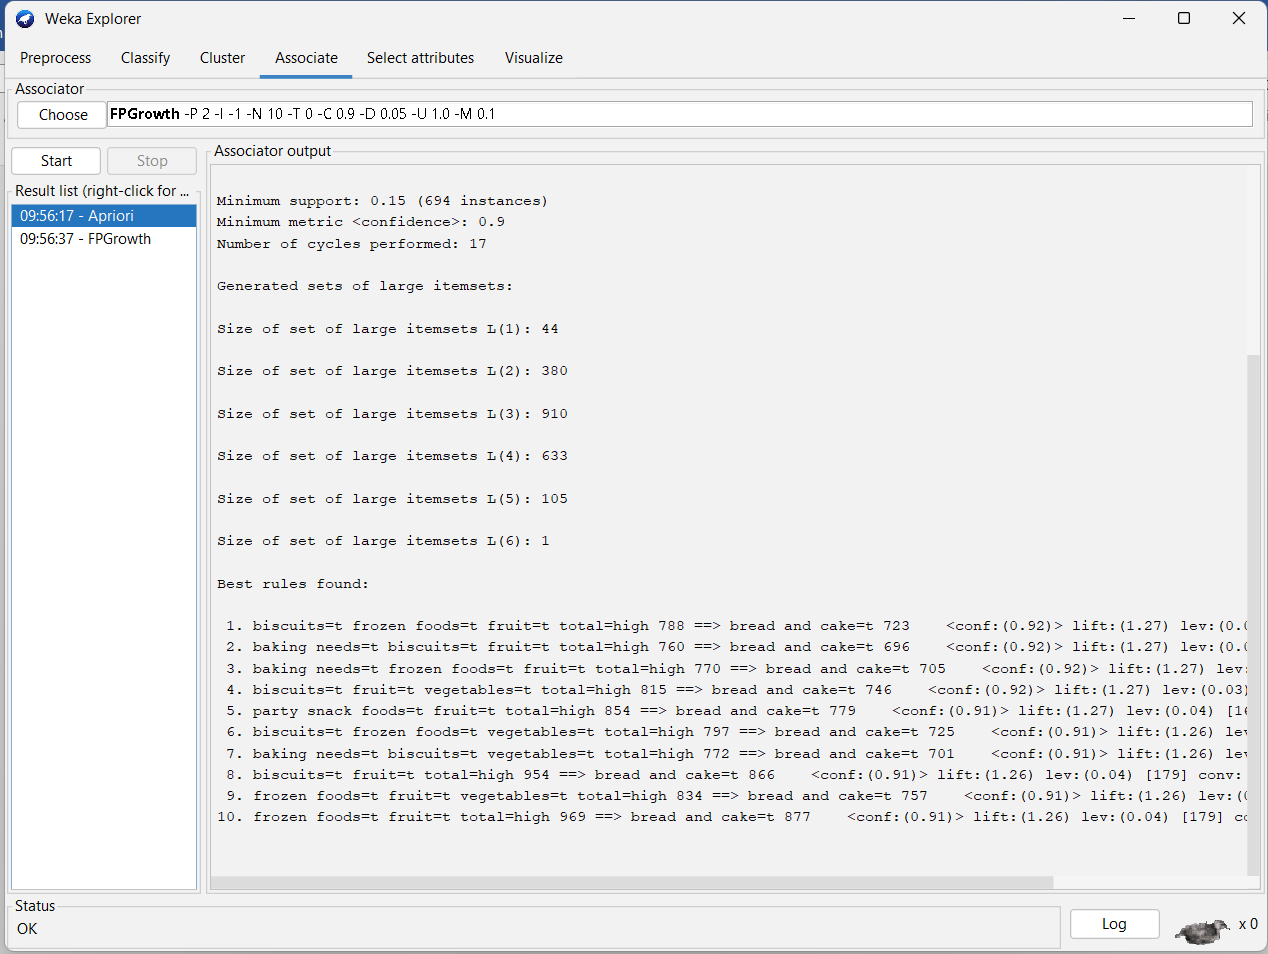 Weka Explorer
Preprocess Classify Cluster Associate Select attributes Visualize
Associator
Choose FPGrowth -P 2 -I -1 -N 10 -T 0 -C 0.9 -D 0.05 -U 1.0 -M 0.1
Start Stop
Result list (right-click for ...
09:56:17 - Apriori
09:56:37 - FPGrowth
Associator output
Minimum support: 0.15 (694 instances)
Minimum metric <confidence>: 0.9
Number of cycles performed: 17
Generated sets of large itemsets:
Size of set of large itemsets L(1): 44
Size of set of large itemsets L(2): 380
Size of set of large itemsets L(3): 910
Size of set of large itemsets L(4): 633
Size of set of large itemsets L(5): 105
Size of set of large itemsets L(6): 1
Best rules found:
1. biscuits=t frozen foods=t fruit=t total=high 788 ==> bread and cake=t 723 <conf:(0.92)> lift:(1.27) lev:(0.0
2. baking needs=t biscuits=t fruit=t total=high 760 ==> bread and cake=t 696 <conf:(0.92)> lift:(1.27) lev:(0.0
3. baking needs=t frozen foods=t fruit=t total=high 770 ==> bread and cake=t 705 <conf:(0.92)> lift:(1.27) lev:
4. biscuits=t fruit=t vegetables=t total=high 815 ==> bread and cake=t 746 <conf:(0.92)> lift:(1.27) lev:(0.03)
5. party snack foods=t fruit=t total=high 854 ==> bread and cake=t 779 <conf:(0.91)> lift:(1.27) lev:(0.04) [16
6. biscuits=t frozen foods=t vegetables=t total=high 797 ==> bread and cake=t 725 <conf:(0.91)> lift:(1.26) lev
7. baking needs=t biscuits=t vegetables=t total=high 772 ==> bread and cake=t 701 <conf:(0.91)> lift:(1.26) lev
8. biscuits=t fruit=t total=high 954 ==> bread and cake=t 866 <conf:(0.91)> lift:(1.26) lev:(0.04) [179] conv:
9. frozen foods=t fruit=t vegetables=t total=high 834 ==> bread and cake=t 757 <conf:(0.91)> lift:(1.26) lev:(0
10. frozen foods=t fruit=t total=high 969 ==> bread and cake=t 877 <conf:(0.91)> lift:(1.26) lev:(0.04) [179] co
Status
OK
Log
x 0